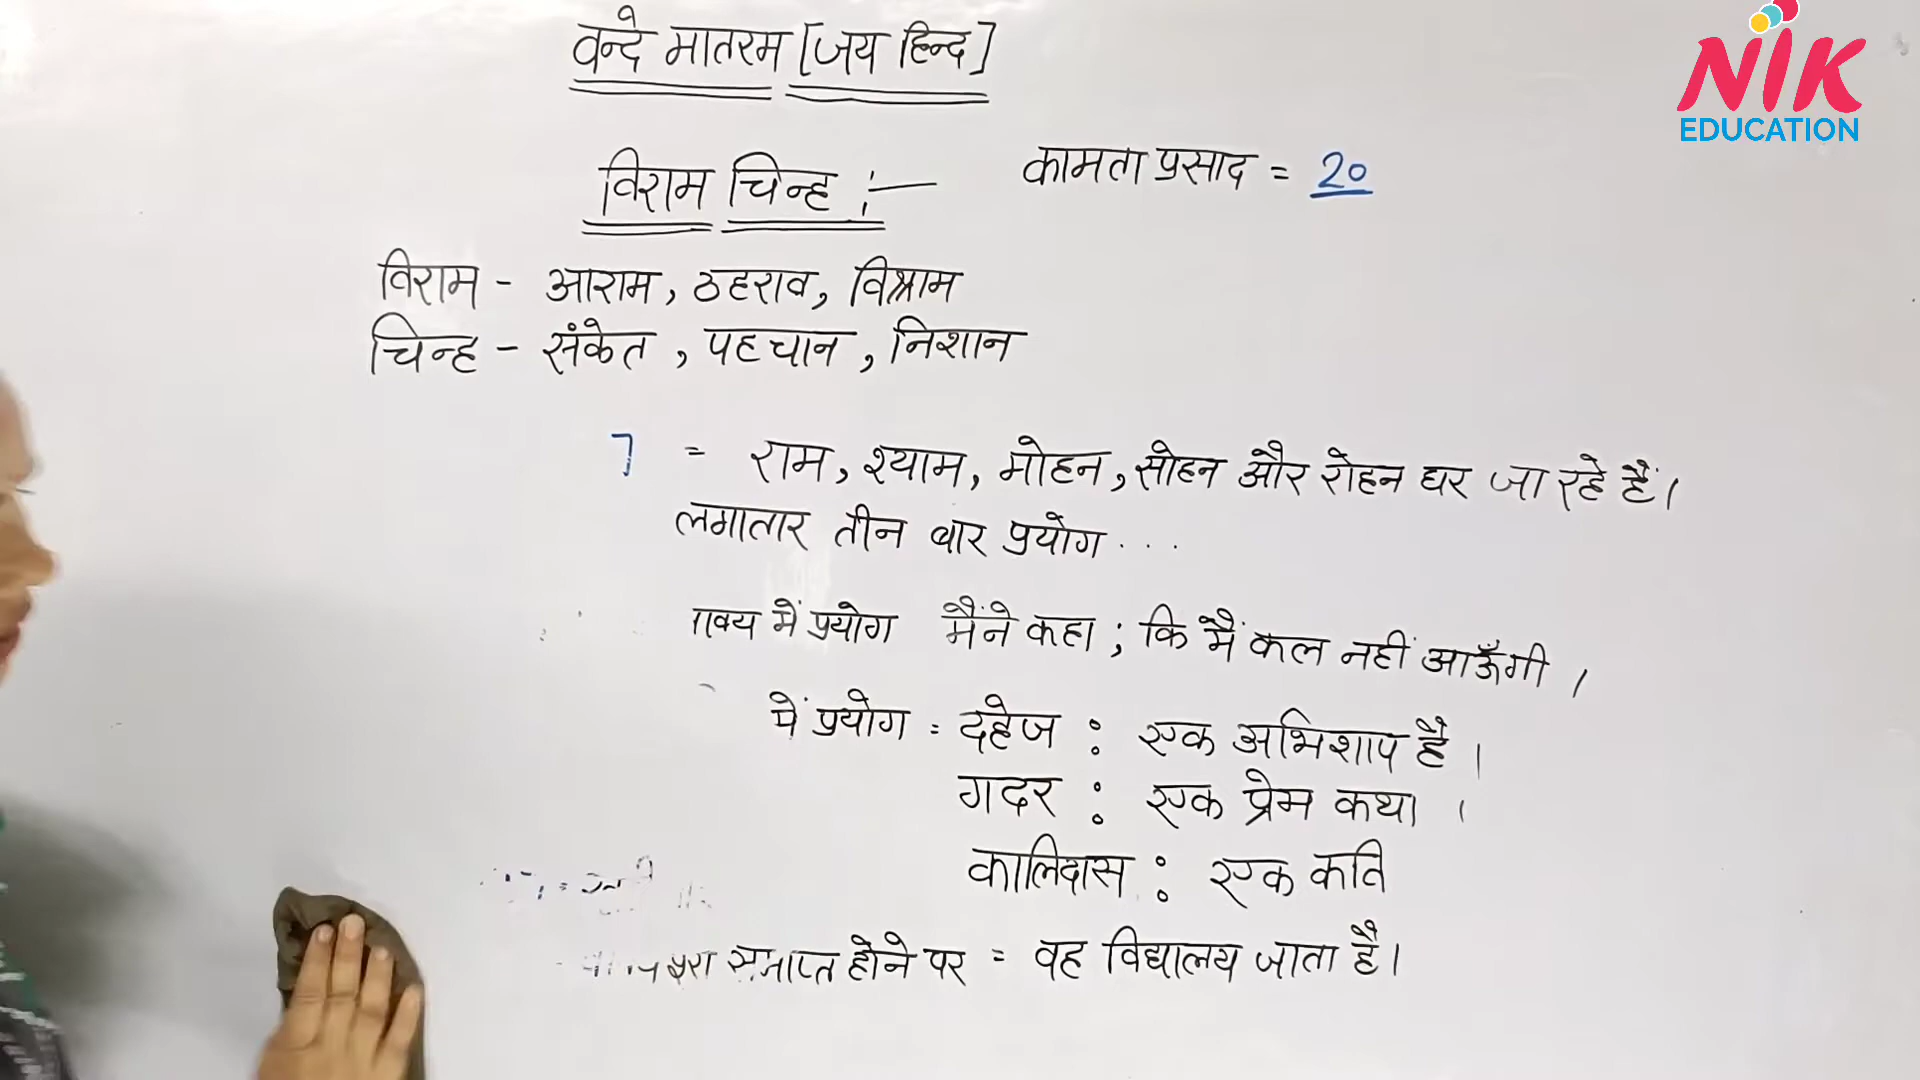 वन्दे मातरम [जय हिन्द]
NIK
EDUCATION
विराम चिन्ह :-
कामता प्रसाद = 20
विराम - आराम, ठहराव, विश्राम
चिन्ह - संकेत, पहचान, निशान
= राम, श्याम, मोहन, सोहन और रोहन घर जा रहे हैं।
लगातार तीन बार प्रयोग ...
में प्रयोग मैंने कहा ; कि मैं कल नहीं आऊँगी ।
में प्रयोग = दहेज : एक अभिशाप है ।
गदर : एक प्रेम कथा ।
कालिदास : एक कवि
समाप्त होने पर = वह विद्यालय जाता है।